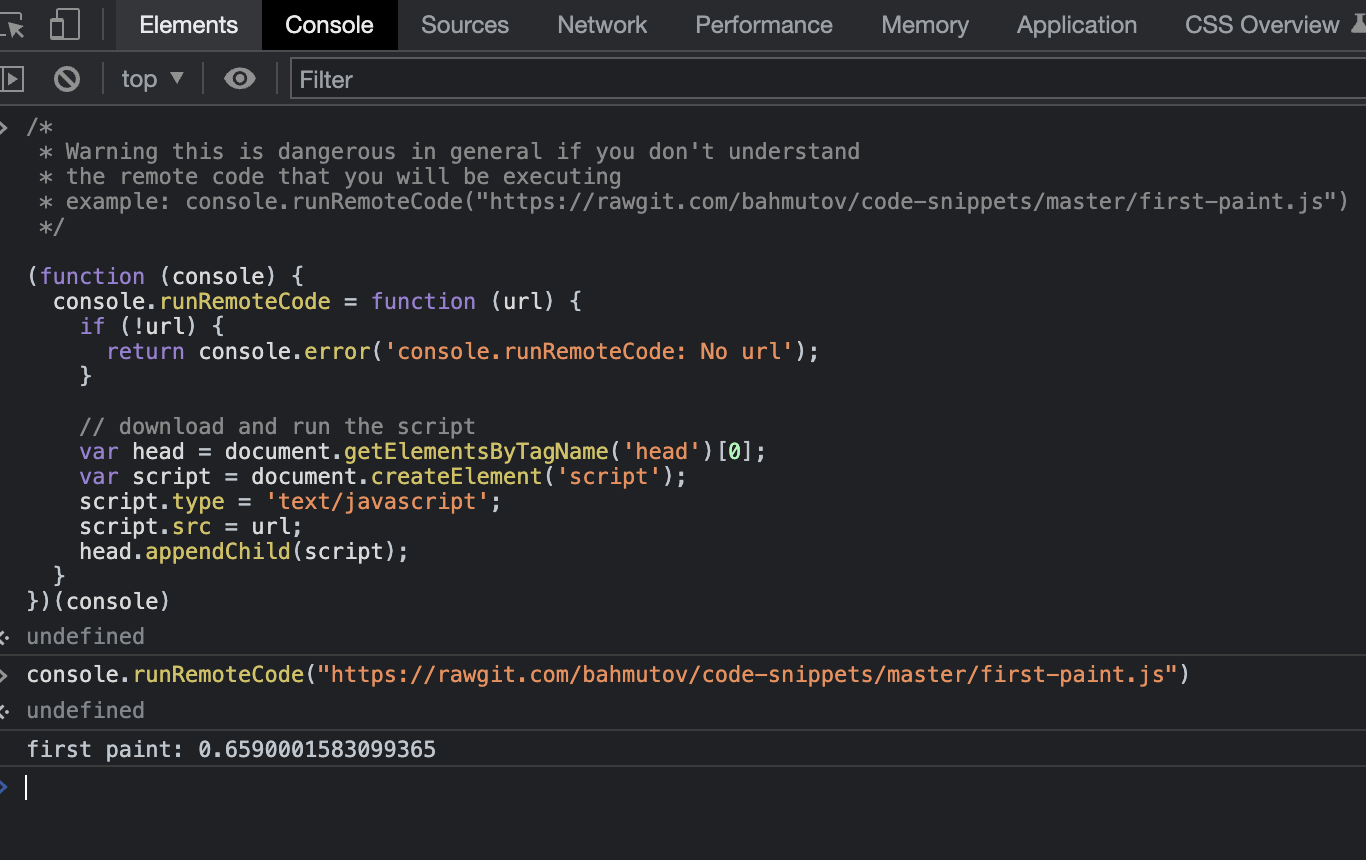 Elements Console Sources Network Performance Memory Application CSS Overview
top Filter
/*
 * Warning this is dangerous in general if you don't understand
 * the remote code that you will be executing
 * example: console.runRemoteCode("https://rawgit.com/bahmutov/code-snippets/master/first-paint.js")
 */

(function (console) {
  console.runRemoteCode = function (url) {
    if (!url) {
      return console.error('console.runRemoteCode: No url');
    }

    // download and run the script
    var head = document.getElementsByTagName('head')[0];
    var script = document.createElement('script');
    script.type = 'text/javascript';
    script.src = url;
    head.appendChild(script);
  }
})(console)
undefined
console.runRemoteCode("https://rawgit.com/bahmutov/code-snippets/master/first-paint.js")
undefined
first paint: 0.6590001583099365